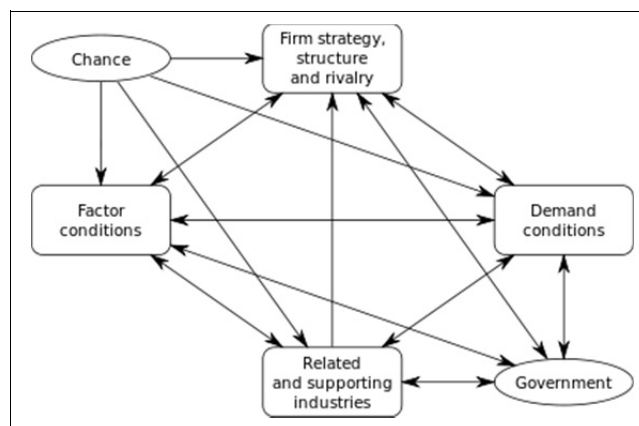 Chance
Firm strategy,
structure
and rivalry
Factor
conditions
Demand
conditions
Related
and supporting
industries
Government